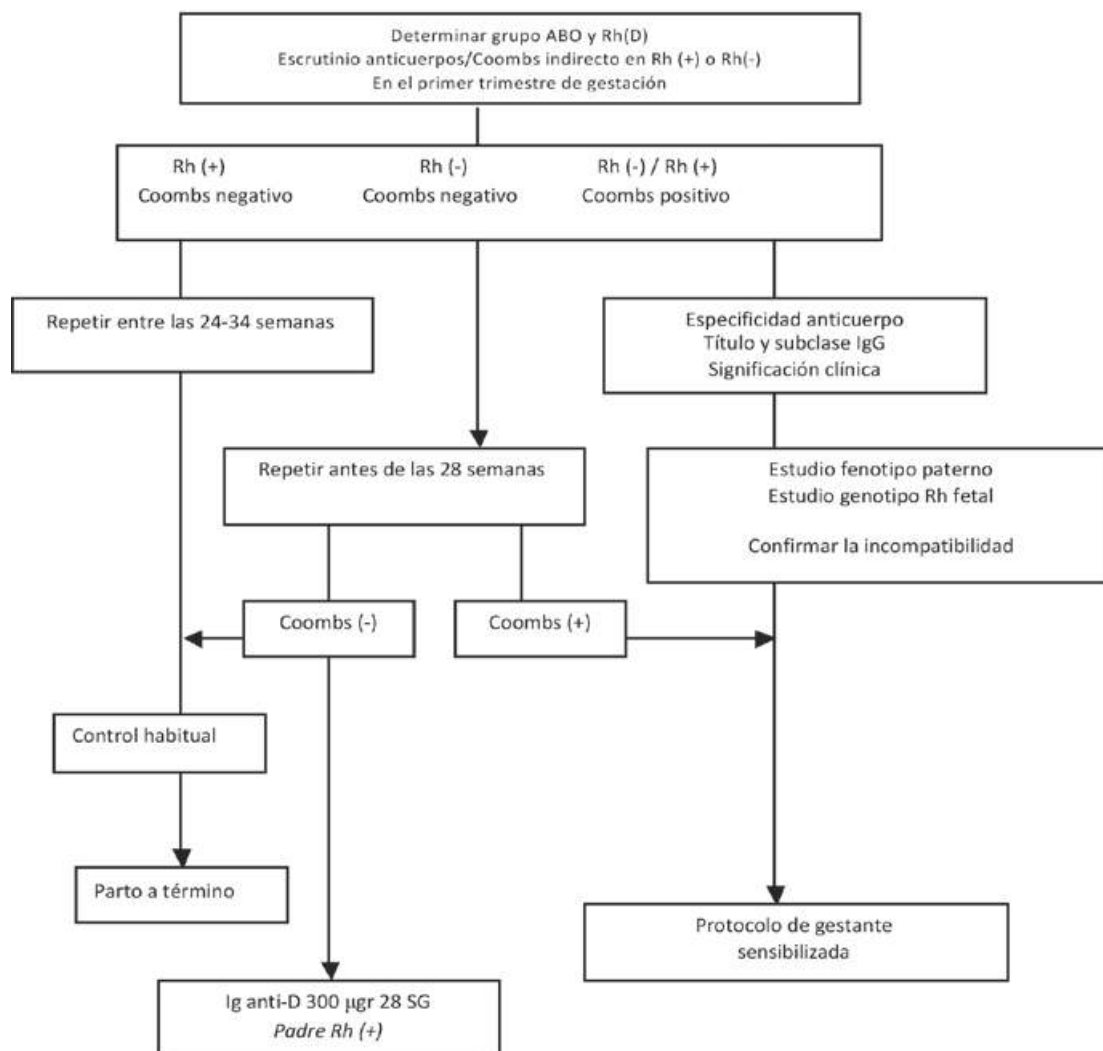 Determinar grupo ABO y Rh(D)
Escrutinio anticuerpos/Coombs indirecto en Rh (+) o Rh(-)
En el primer trimestre de gestación
Rh (+)
Coombs negativo
Rh (-)
Coombs negativo
Rh (-) / Rh (+)
Coombs positivo
Repetir entre las 24-34 semanas
Especificidad anticuerpo
Título y subclase IgG
Significación clínica
Repetir antes de las 28 semanas
Estudio fenotipo paterno
Estudio genotipo Rh fetal
Confirmar la incompatibilidad
Coombs (-)
Coombs (+)
Control habitual
Parto a término
Protocolo de gestante
sensibilizada
Ig anti-D 300 μgr 28 SG
Padre Rh (+)